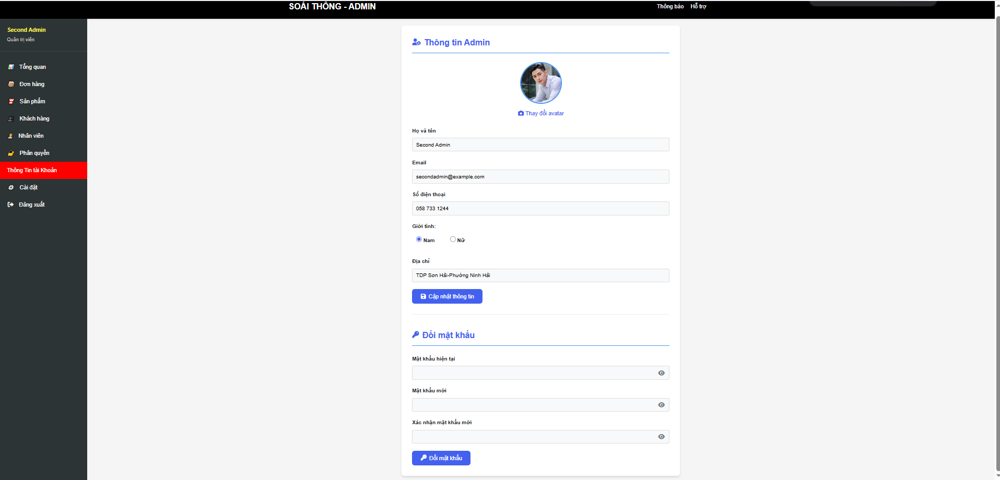 SOÁI THÔNG - ADMIN
Thông báo Hỗ trợ
Second Admin
Quản trị viên
Tổng quan
Đơn hàng
Sản phẩm
Khách hàng
Nhân viên
Phân quyền
Thông Tin tài Khoản
Cài đặt
Đăng xuất
Thông tin Admin
Thay đổi avatar
Họ và tên
Second Admin
Email
secondadmin@example.com
Số điện thoại
058 733 1244
Giới tính:
Nam Nữ
Địa chỉ
TDP Sơn Hải-Phường Ninh Hải
Cập nhật thông tin
Đổi mật khẩu
Mật khẩu hiện tại
Mật khẩu mới
Xác nhận mật khẩu mới
Đổi mật khẩu